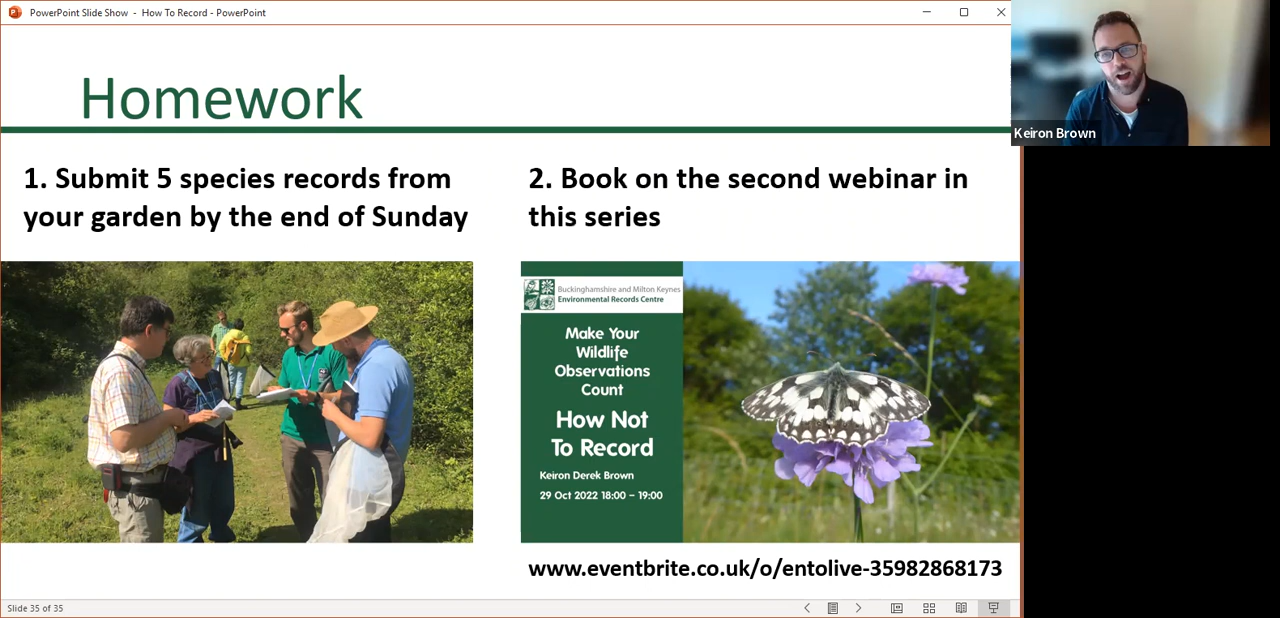 PowerPoint Slide Show - How To Record - PowerPoint
Keiron Brown
Homework
1. Submit 5 species records from
your garden by the end of Sunday
2. Book on the second webinar in
this series
Buckinghamshire and Milton Keynes
Environmental Records Centre
Make Your
Wildlife
Observations
Count
How Not
To Record
Keiron Derek Brown
29 Oct 2022 18:00 – 19:00
www.eventbrite.co.uk/o/entolive-35982868173
Slide 35 of 35